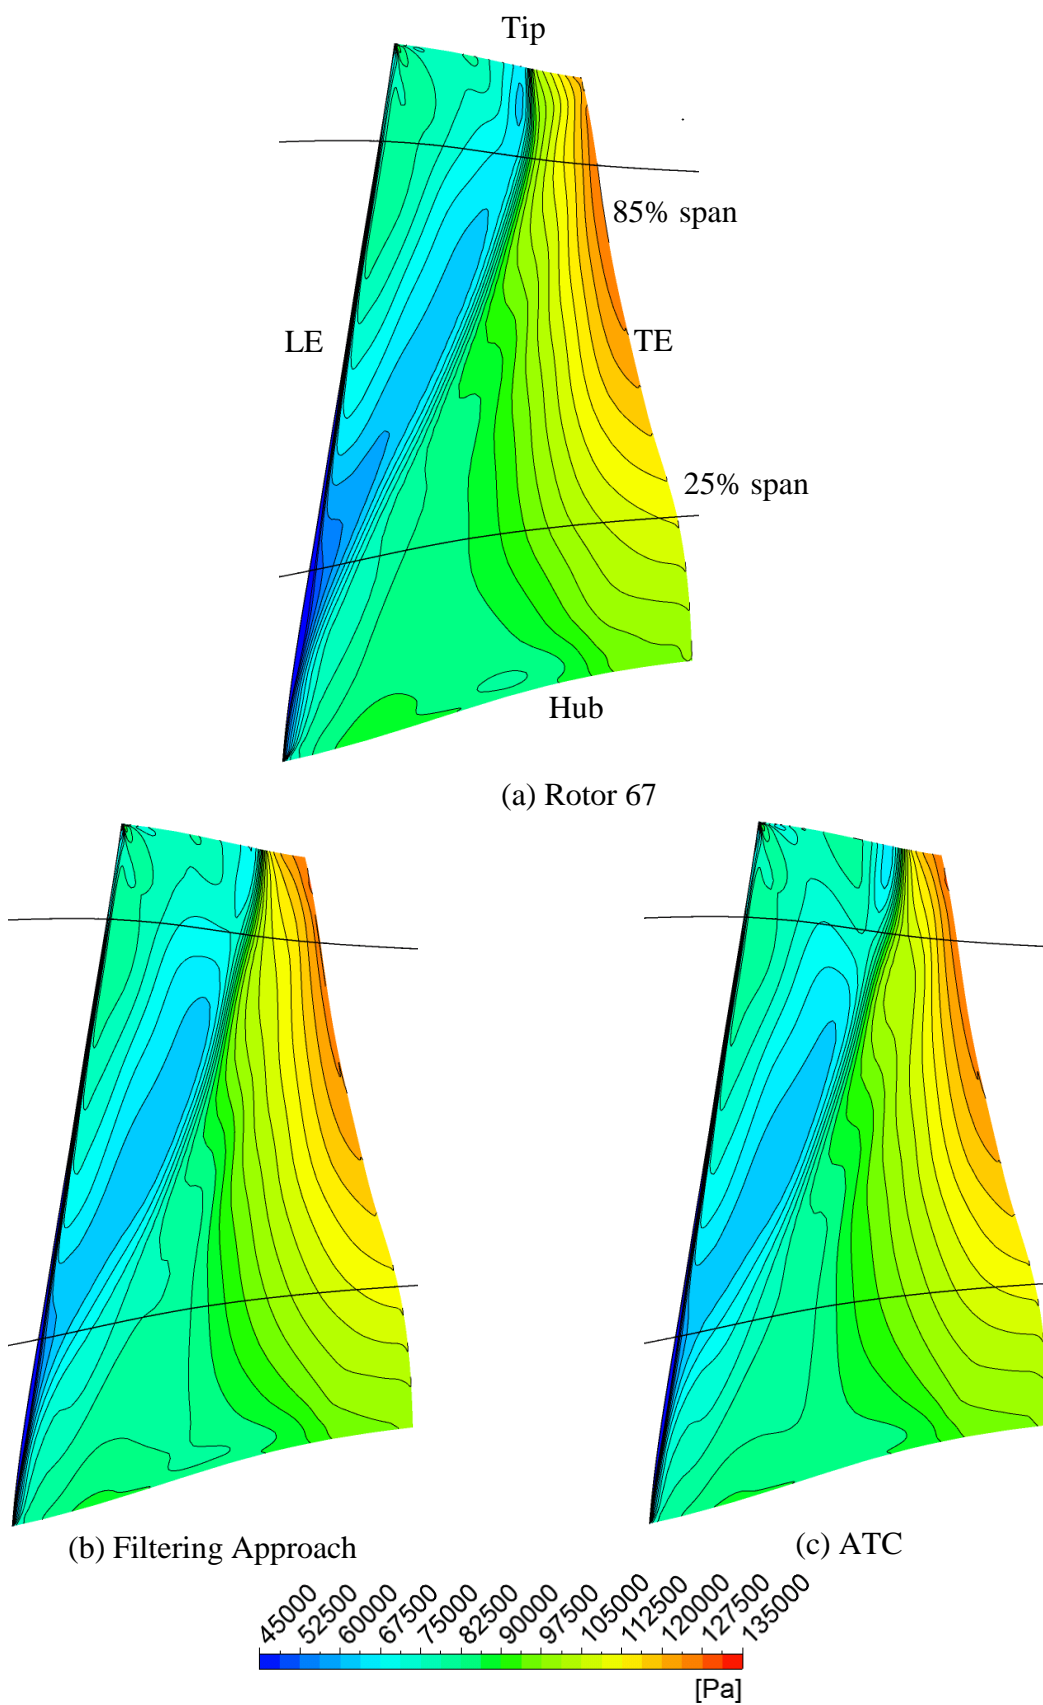 Tip
85% span
LE
TE
25% span
Hub
(a) Rotor 67
(b) Filtering Approach
(c) ATC
45000
52500
60000
67500
75000
82500
90000
97500
105000
112500
120000
127500
135000
[Pa]